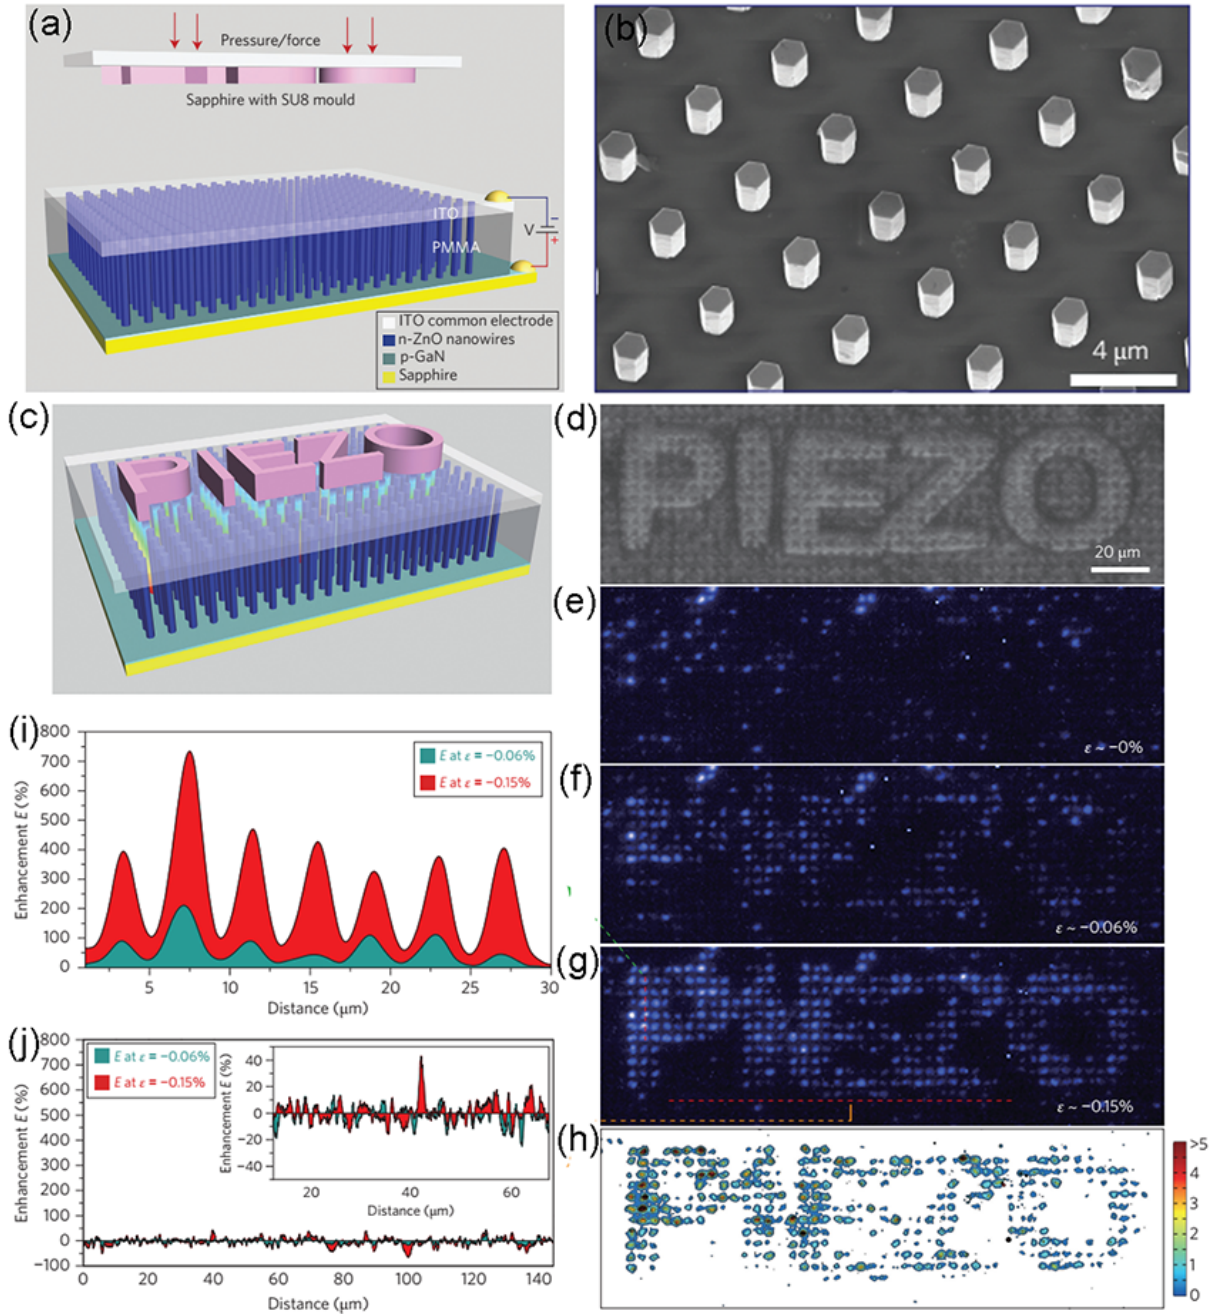 (a)
Pressure/force
Sapphire with SU8 mould
ITO
PMMA
V
−
+
ITO common electrode
n-ZnO nanowires
p-GaN
Sapphire
(b)
4 μm
(c)
PIEZO
(d)
PIEZO
20 μm
(e)
ε ~ −0%
(f)
ε ~ −0.06%
(g)
ε ~ −0.15%
(h)
>5
4
3
2
1
0
(i)
800
700
600
500
400
300
200
100
0
Enhancement E (%)
E at ε = −0.06%
E at ε = −0.15%
5 10 15 20 25 30
Distance (μm)
(j)
800
700
600
500
400
300
200
100
0
−100
Enhancement E (%)
E at ε = −0.06%
E at ε = −0.15%
40
20
0
−20
−40
Enhancement E (%)
20 40 60
Distance (μm)
0 20 40 60 80 100 120 140
Distance (μm)